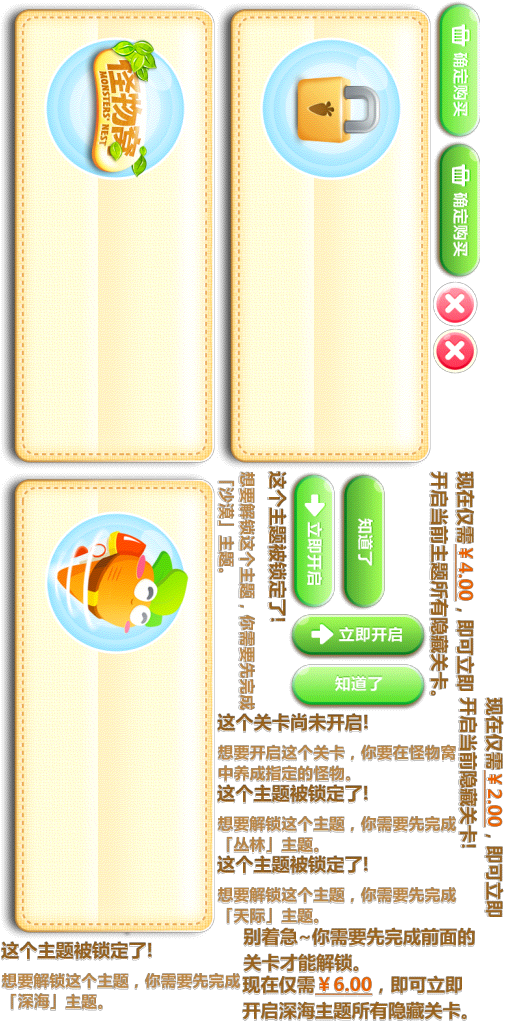 怪物窝
MONSTERS' NEST
确定购买
确定购买
想要解锁这个主题，你需要先完成
「沙漠」主题。
这个主题被锁定了!
立即开启
知道了
现在仅需￥4.00，即可立即
开启当前主题所有隐藏关卡。
立即开启
知道了
现在仅需￥2.00，即可立即
开启当前隐藏关卡!
这个关卡尚未开启!
想要开启这个关卡，你要在怪物窝
中养成指定的怪物。
这个主题被锁定了!
想要解锁这个主题，你需要先完成
「丛林」主题。
这个主题被锁定了!
想要解锁这个主题，你需要先完成
「天际」主题。
别着急~你需要先完成前面的
关卡才能解锁。
这个主题被锁定了!
想要解锁这个主题，你需要先完成
「深海」主题。
现在仅需￥6.00，即可立即
开启深海主题所有隐藏关卡。